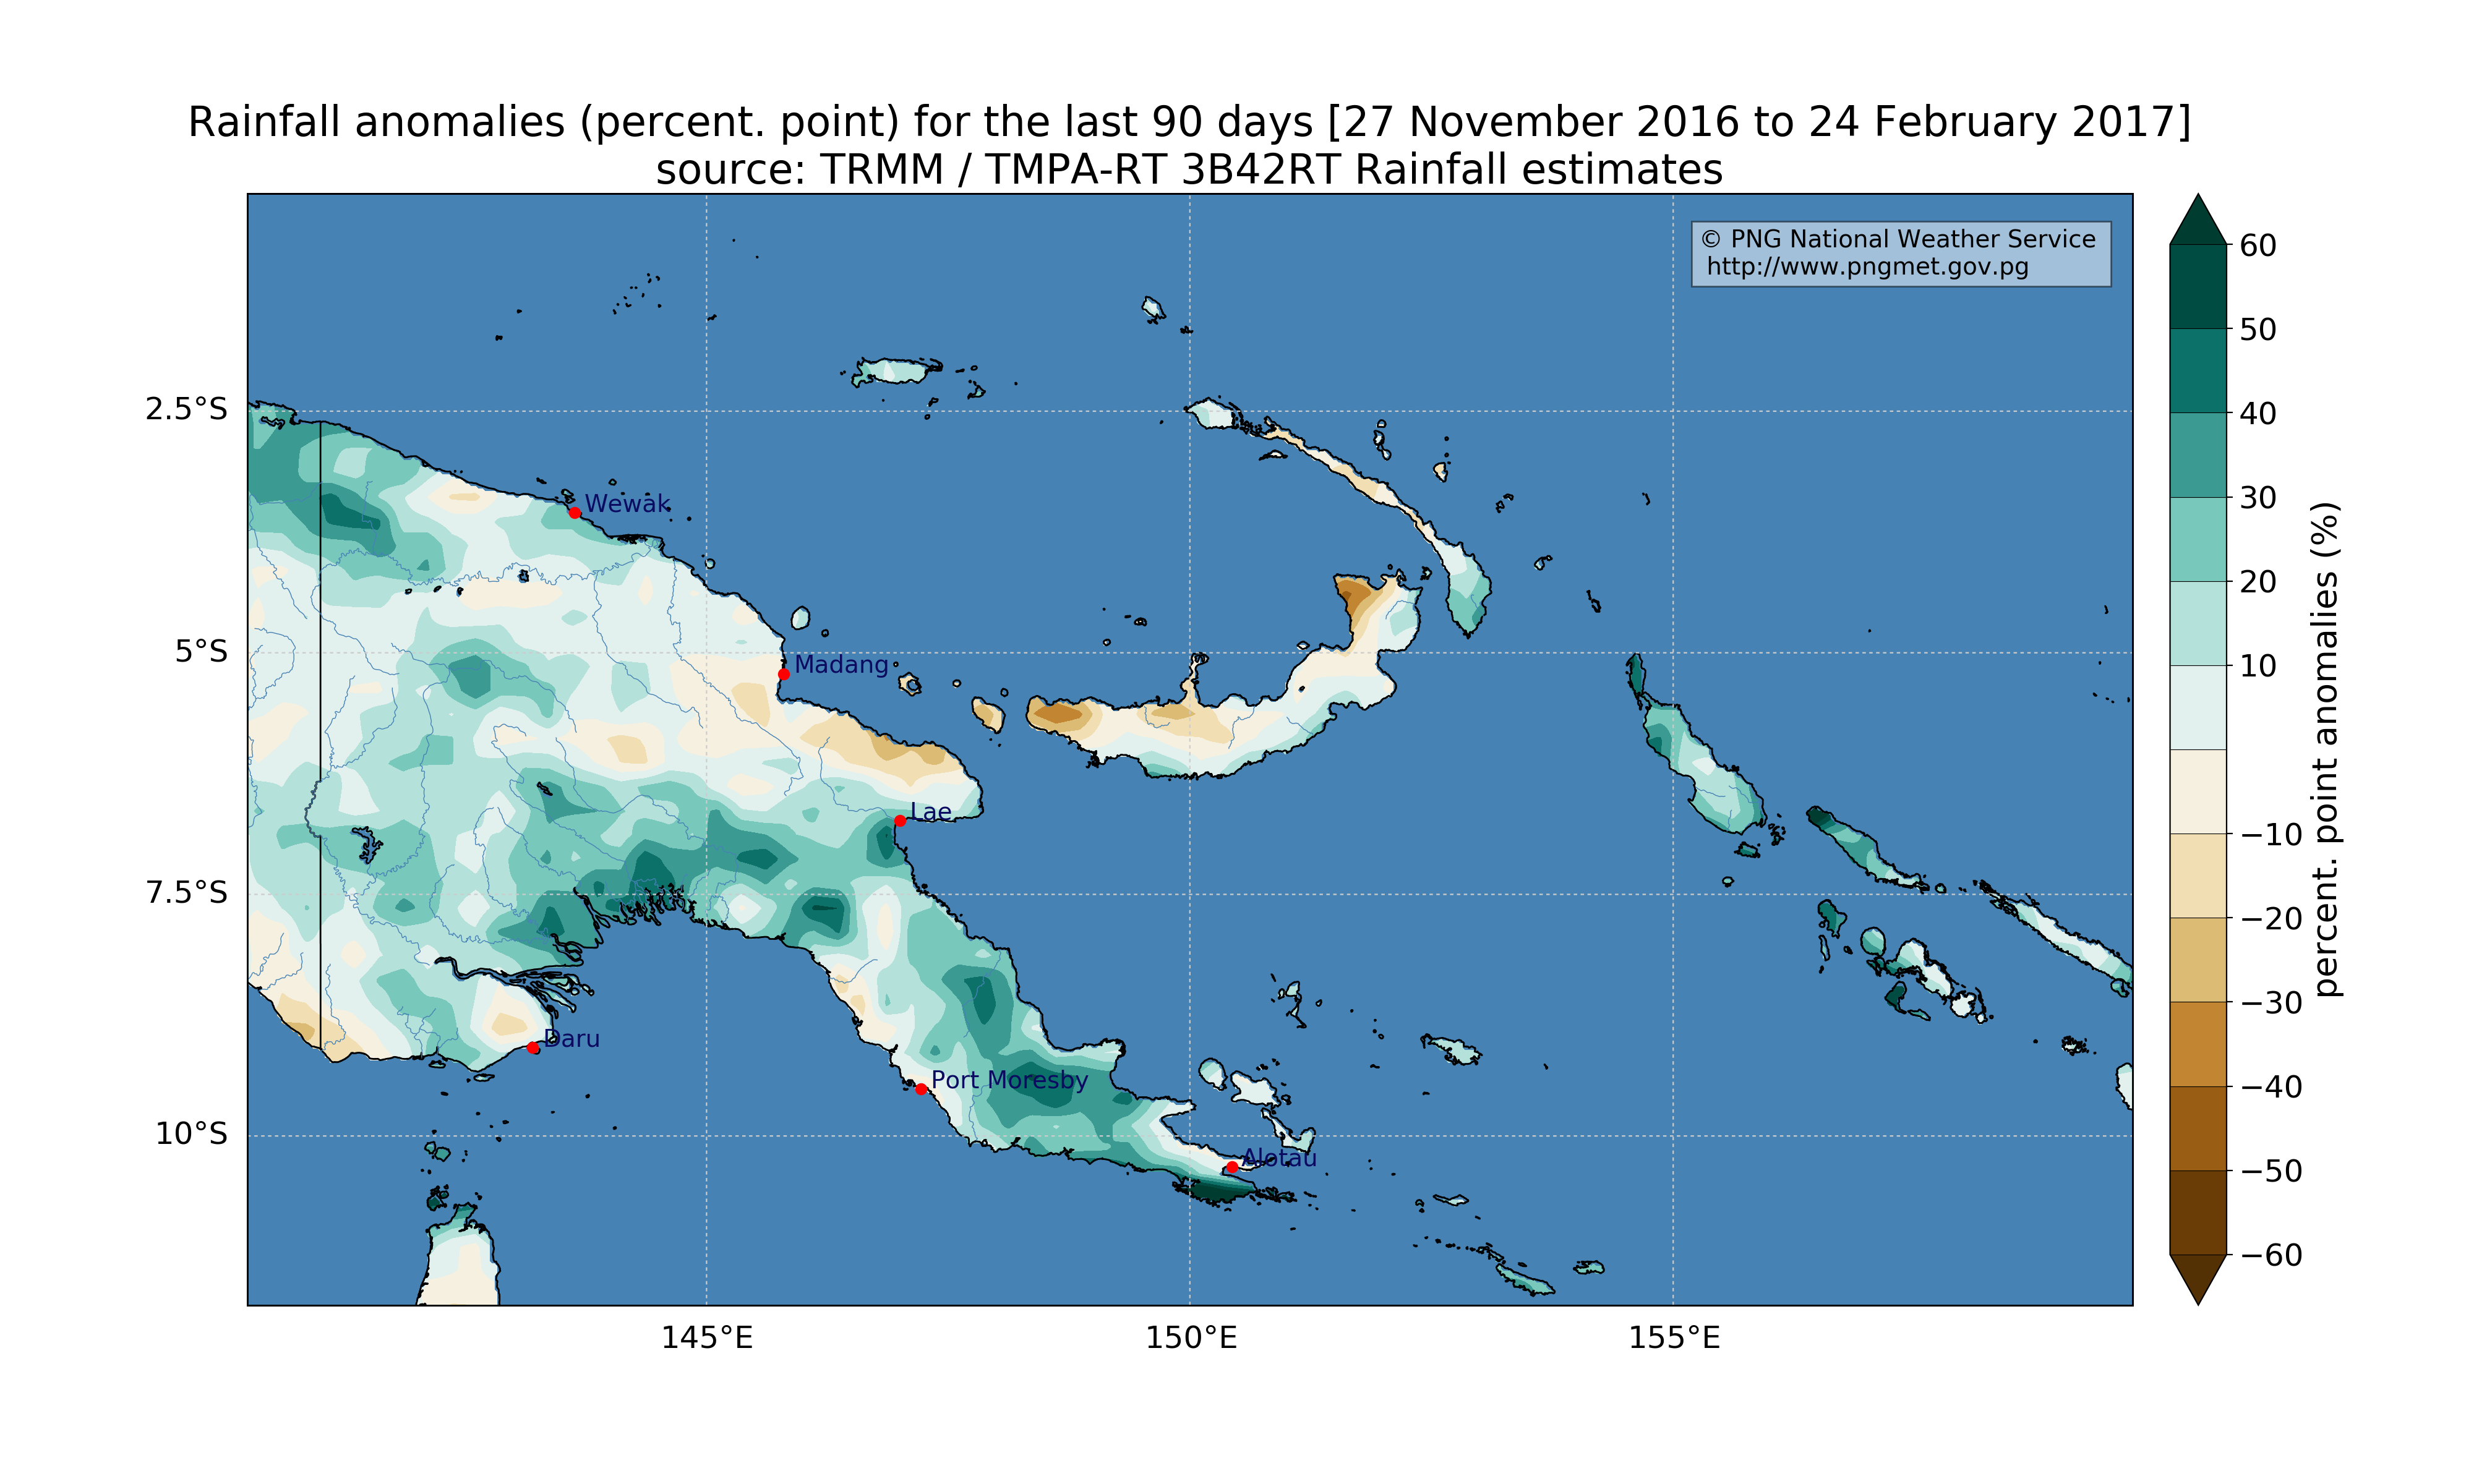 Rainfall anomalies (percent. point) for the last 90 days [27 November 2016 to 24 February 2017]
source: TRMM / TMPA-RT 3B42RT Rainfall estimates
© PNG National Weather Service
http://www.pngmet.gov.pg
2.5°S
5°S
7.5°S
10°S
Wewak
Madang
Lae
Daru
Port Moresby
Alotau
145°E
150°E
155°E
60
50
40
30
20
10
−10
−20
−30
−40
−50
−60
percent. point anomalies (%)